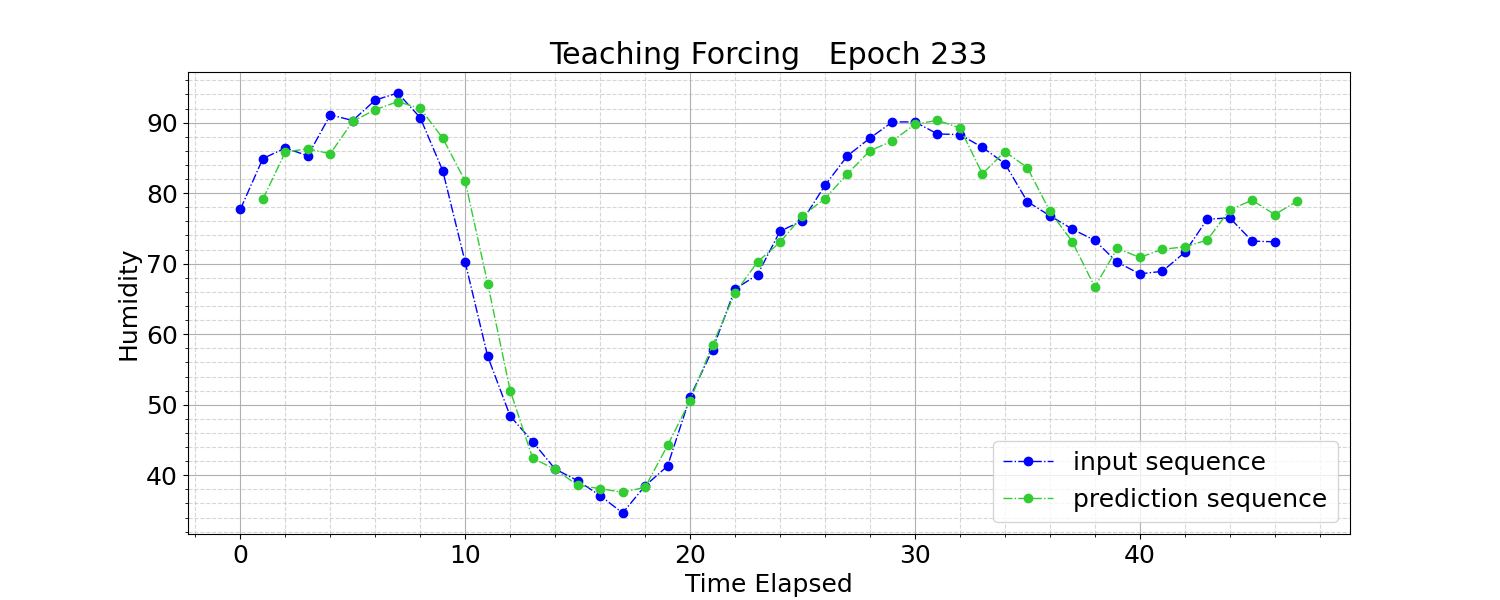 Teaching Forcing   Epoch 233
90
80
70
60
50
40
Humidity
0 10 20 30 40
Time Elapsed
input sequence
prediction sequence